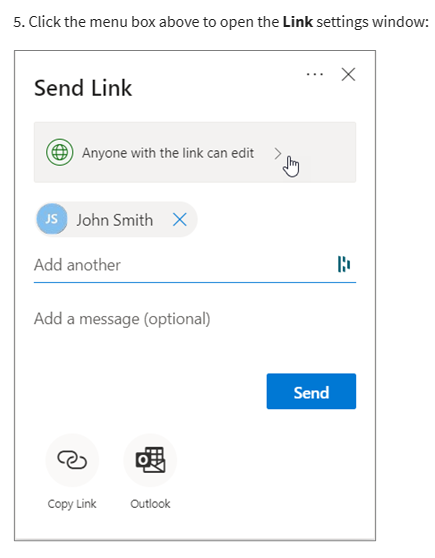 5. Click the menu box above to open the Link settings window:
Send Link
Anyone with the link can edit
JS John Smith
Add another
Add a message (optional)
Send
Copy Link Outlook